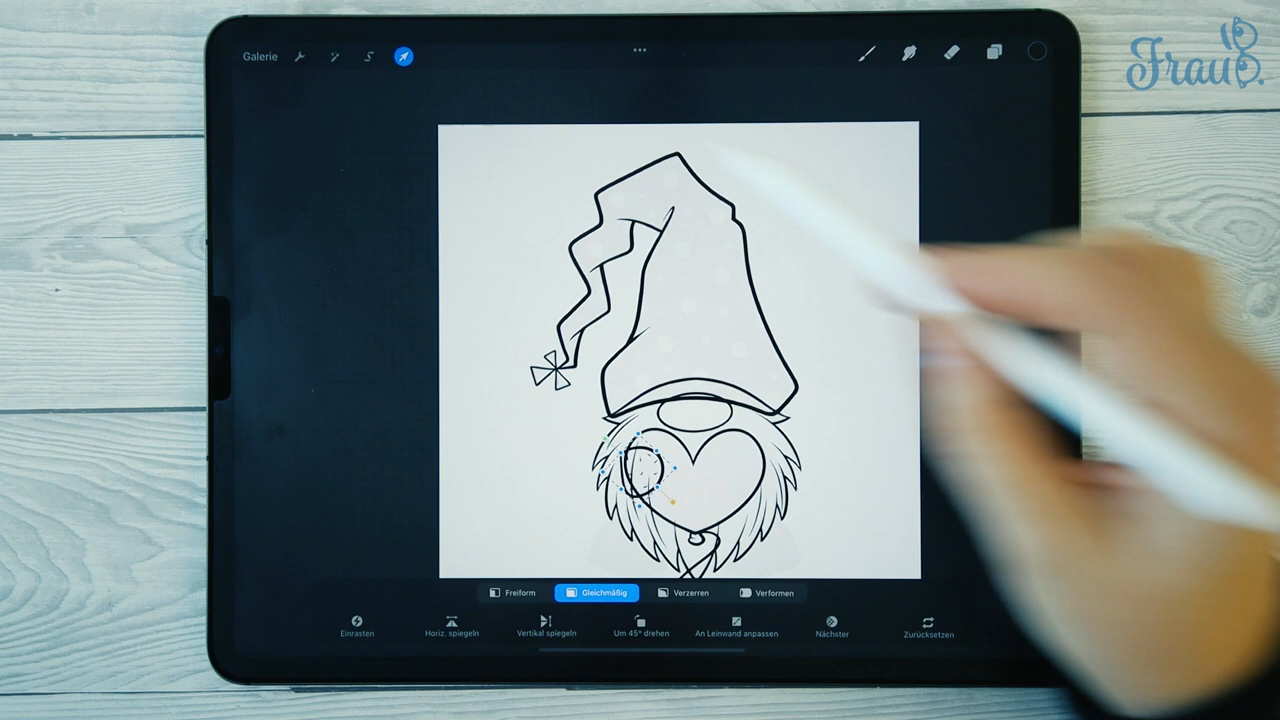 Galerie
Frau B.
Freiform
Gleichmäßig
Verzerren
Verformen
Einrasten
Horiz. spiegeln
Vertikal spiegeln
Um 45° drehen
An Leinwand anpassen
Nächster
Zurücksetzen